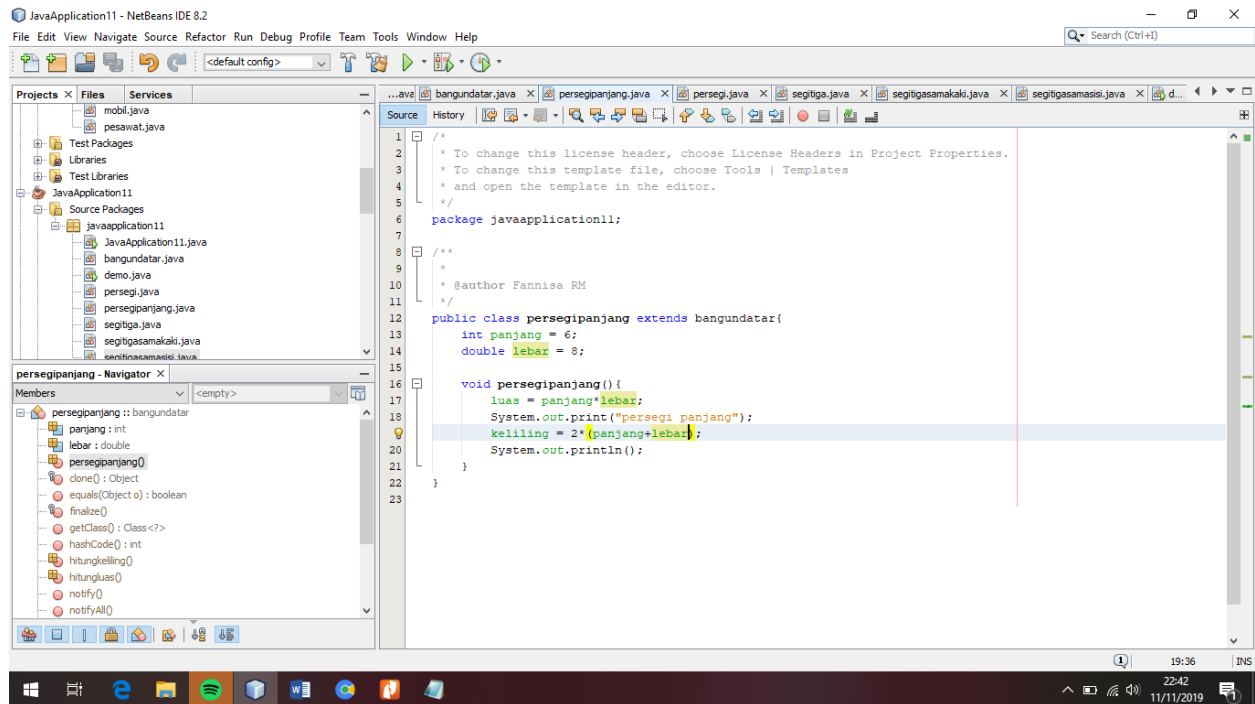 JavaApplication11 - NetBeans IDE 8.2
File Edit View Navigate Source Refactor Run Debug Profile Team Tools Window Help
Search (Ctrl+I)
<default config>
Projects Files Services
mobil.java
pesawat.java
Test Packages
Libraries
Test Libraries
JavaApplication11
Source Packages
javaapplication11
JavaApplication11.java
bangundatar.java
demo.java
persegi.java
persegipanjang.java
segitiga.java
segitigasamakaki.java
segitigasamasisi.java
persegipanjang - Navigator
Members <empty>
persegipanjang :: bangundatar
panjang : int
lebar : double
persegipanjang()
clone() : Object
equals(Object o) : boolean
finalize()
getClass() : Class<?>
hashCode() : int
hitungkeliling()
hitungluas()
notify()
notifyAll()
...ava bangundatar.java persegipanjang.java persegi.java segitiga.java segitigasamakaki.java segitigasamasisi.java d...
Source History
1 /*
2 * To change this license header, choose License Headers in Project Properties.
3 * To change this template file, choose Tools | Templates
4 * and open the template in the editor.
5 */
6 package javaapplication11;
7
8 /**
9 *
10 * @author Fannisa RM
11 */
12 public class persegipanjang extends bangundatar{
13 int panjang = 6;
14 double lebar = 8;
15
16 void persegipanjang(){
17 luas = panjang*lebar;
18 System.out.print("persegi panjang");
keliling = 2*(panjang+lebar);
20 System.out.println();
21 }
22 }
23
1 19:36 INS
22:42
11/11/2019